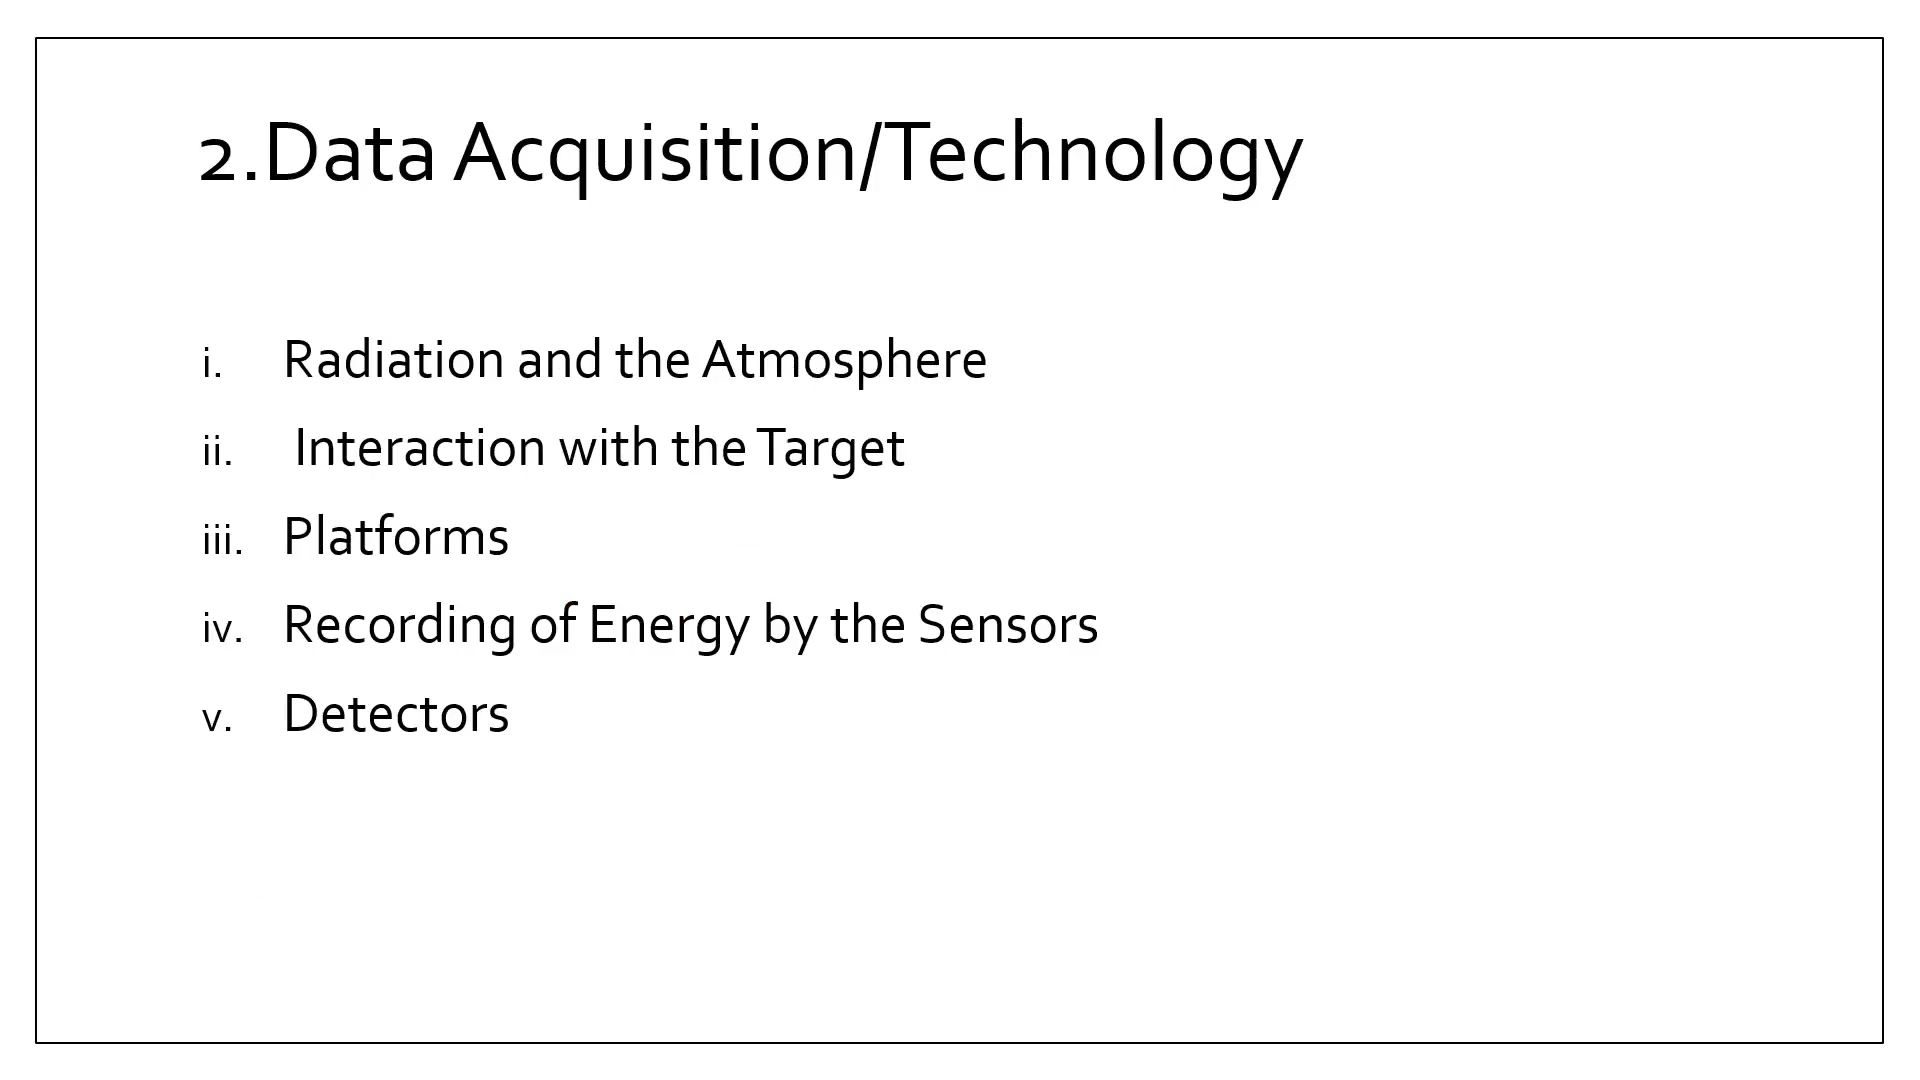 2.Data Acquisition/Technology
i. Radiation and the Atmosphere
ii. Interaction with the Target
iii. Platforms
iv. Recording of Energy by the Sensors
v. Detectors